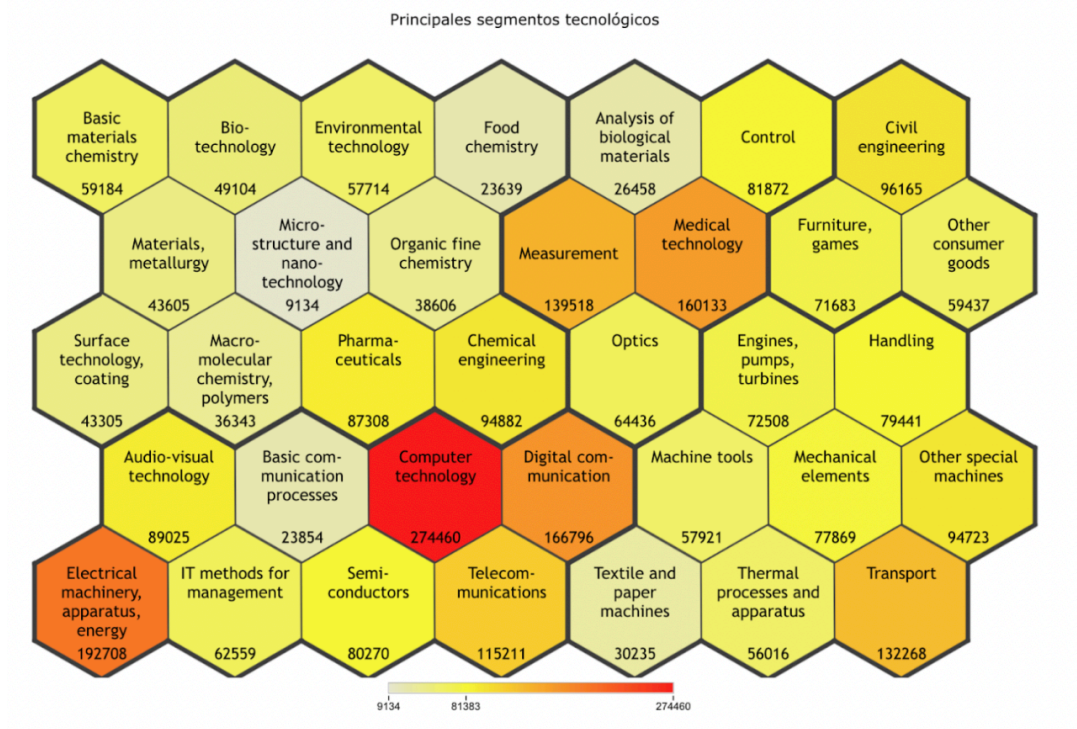 Principales segmentos tecnológicos
Basic
materials
chemistry
59184
Bio-
technology
49104
Environmental
technology
57714
Food
chemistry
23639
Analysis of
biological
materials
26458
Control
81872
Civil
engineering
96165
Materials,
metallurgy
43605
Micro-
structure and
nano-
technology
9134
Organic fine
chemistry
38606
Measurement
139518
Medical
technology
160133
Furniture,
games
71683
Other
consumer
goods
59437
Surface
technology,
coating
43305
Macro-
molecular
chemistry,
polymers
36343
Pharma-
ceuticals
87308
Chemical
engineering
94882
Optics
64436
Engines,
pumps,
turbines
72508
Handling
79441
Audio-visual
technology
89025
Basic com-
munication
processes
23854
Computer
technology
274460
Digital com-
munication
166796
Machine tools
57921
Mechanical
elements
77869
Other special
machines
94723
Electrical
machinery,
apparatus,
energy
192708
IT methods for
management
62559
Semi-
conductors
80270
Telecom-
munications
115211
Textile and
paper
machines
30235
Thermal
processes and
apparatus
56016
Transport
132268
9134
81383
274460